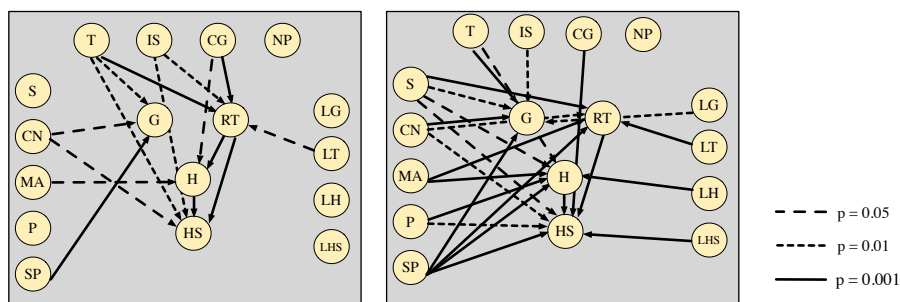 T IS CG NP
S
G RT LG
CN
LT
MA H
LH
P
HS LHS
SP
T IS CG NP
S
LG
G RT
CN
LT
MA H
LH
P
HS LHS
SP
p = 0.05
p = 0.01
p = 0.001